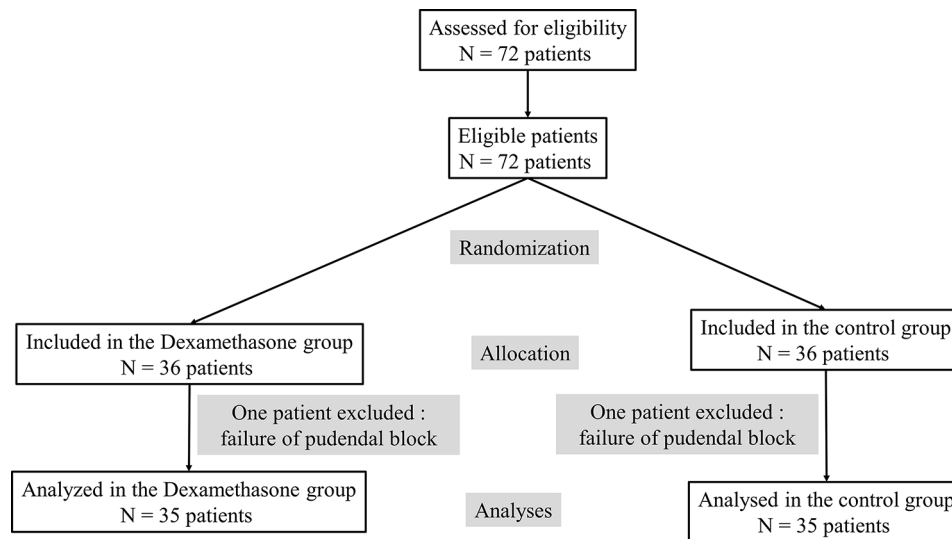 Assessed for eligibility
N = 72 patients
Eligible patients
N = 72 patients
Randomization
Included in the Dexamethasone group
N = 36 patients
Allocation
Included in the control group
N = 36 patients
One patient excluded :
failure of pudendal block
One patient excluded :
failure of pudendal block
Analyzed in the Dexamethasone group
N = 35 patients
Analyses
Analysed in the control group
N = 35 patients